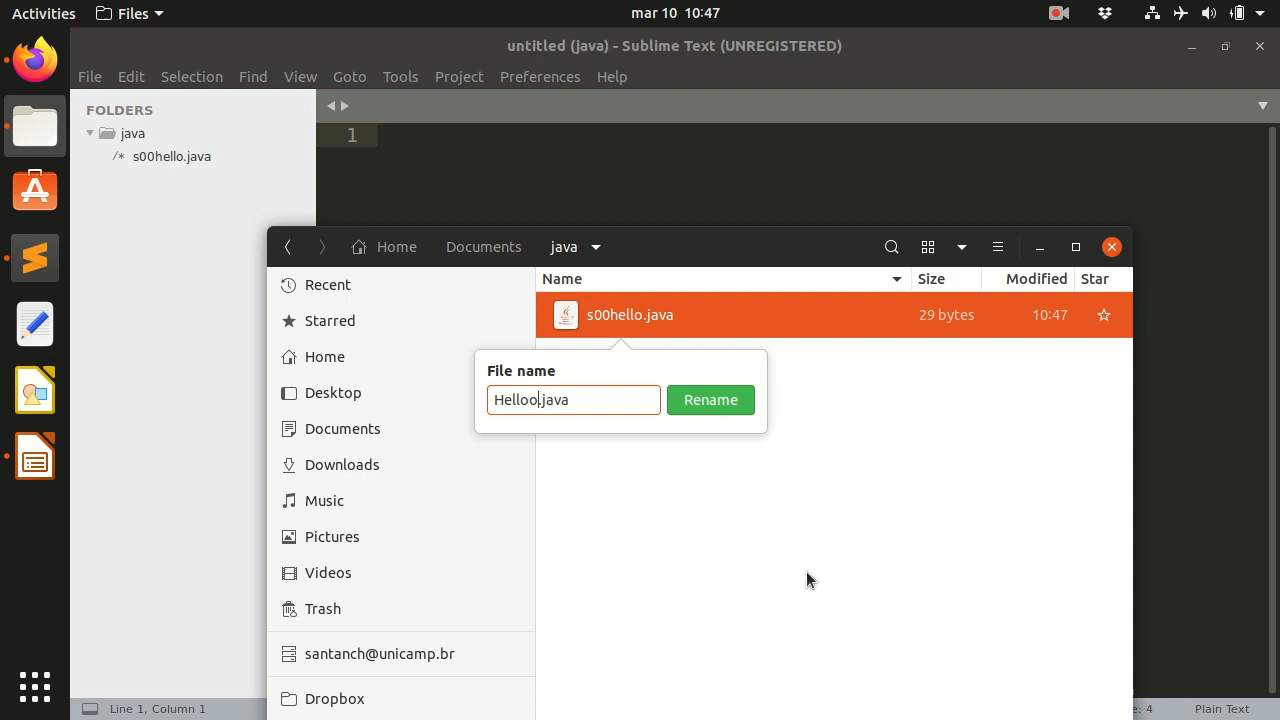 Activities Files mar 10 10:47
untitled (java) - Sublime Text (UNREGISTERED)
File Edit Selection Find View Goto Tools Project Preferences Help
FOLDERS
java
/* s00hello.java
1
Home Documents java
Name Size Modified Star
s00hello.java 29 bytes 10:47
File name
Helloo.java Rename
Recent
Starred
Home
Desktop
Documents
Downloads
Music
Pictures
Videos
Trash
santanch@unicamp.br
Dropbox
Line 1, Column 1 e: 4 Plain Text